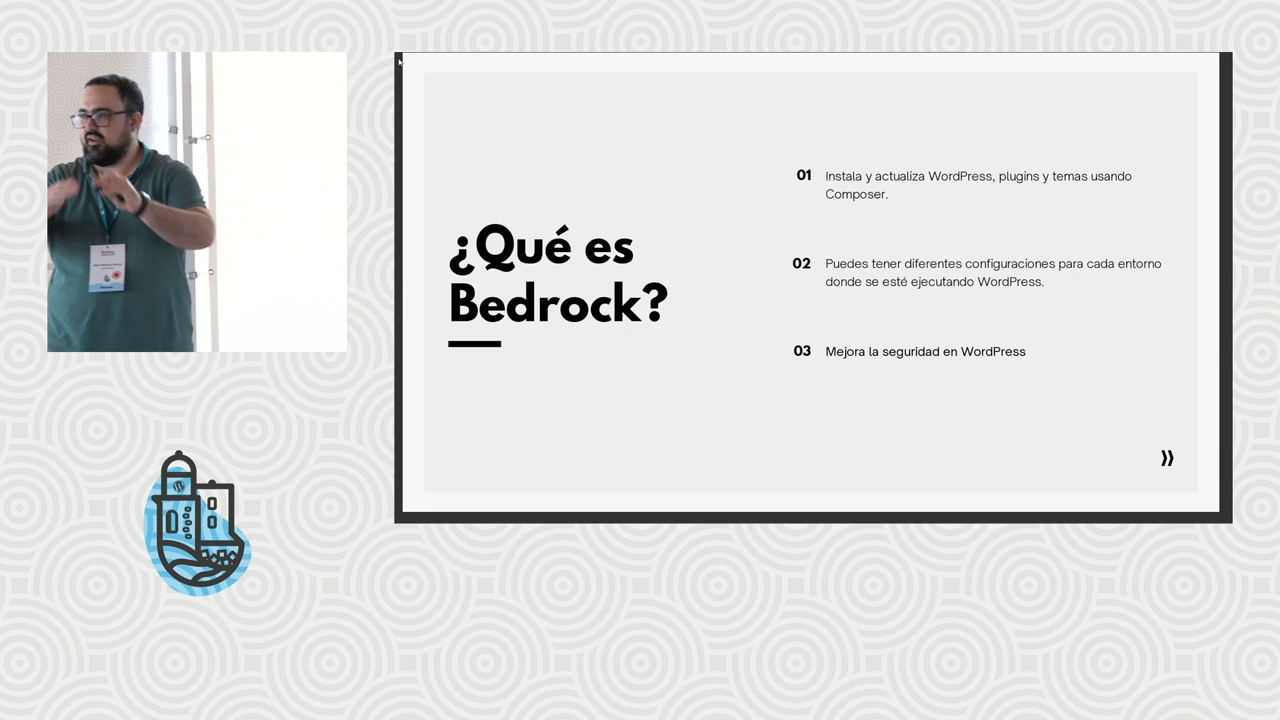 ¿Qué es
Bedrock?
01 Instala y actualiza WordPress, plugins y temas usando
Composer.
02 Puedes tener diferentes configuraciones para cada entorno
donde se esté ejecutando WordPress.
03 Mejora la seguridad en WordPress